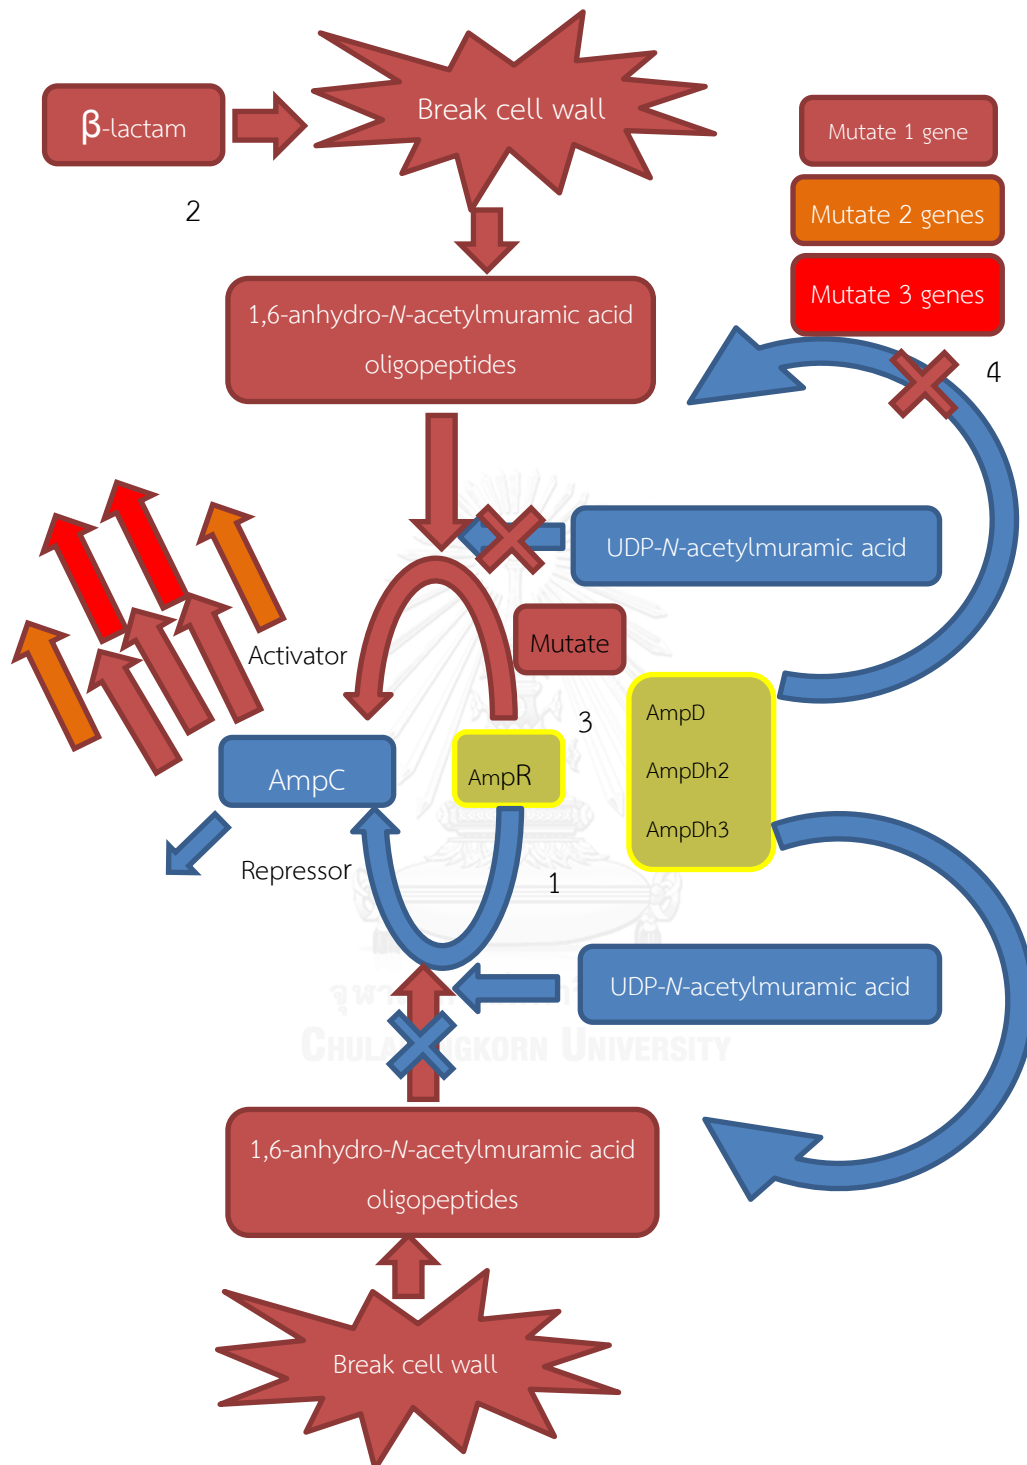 β-lactam
Break cell wall
2
Mutate 1 gene
Mutate 2 genes
Mutate 3 genes
4
1,6-anhydro-N-acetylmuramic acid
oligopeptides
UDP-N-acetylmuramic acid
Mutate
Activator
3
AmpC
AmpR
AmpD
AmpDh2
AmpDh3
Repressor
1
UDP-N-acetylmuramic acid
CHULALONGKORN UNIVERSITY
1,6-anhydro-N-acetylmuramic acid
oligopeptides
Break cell wall